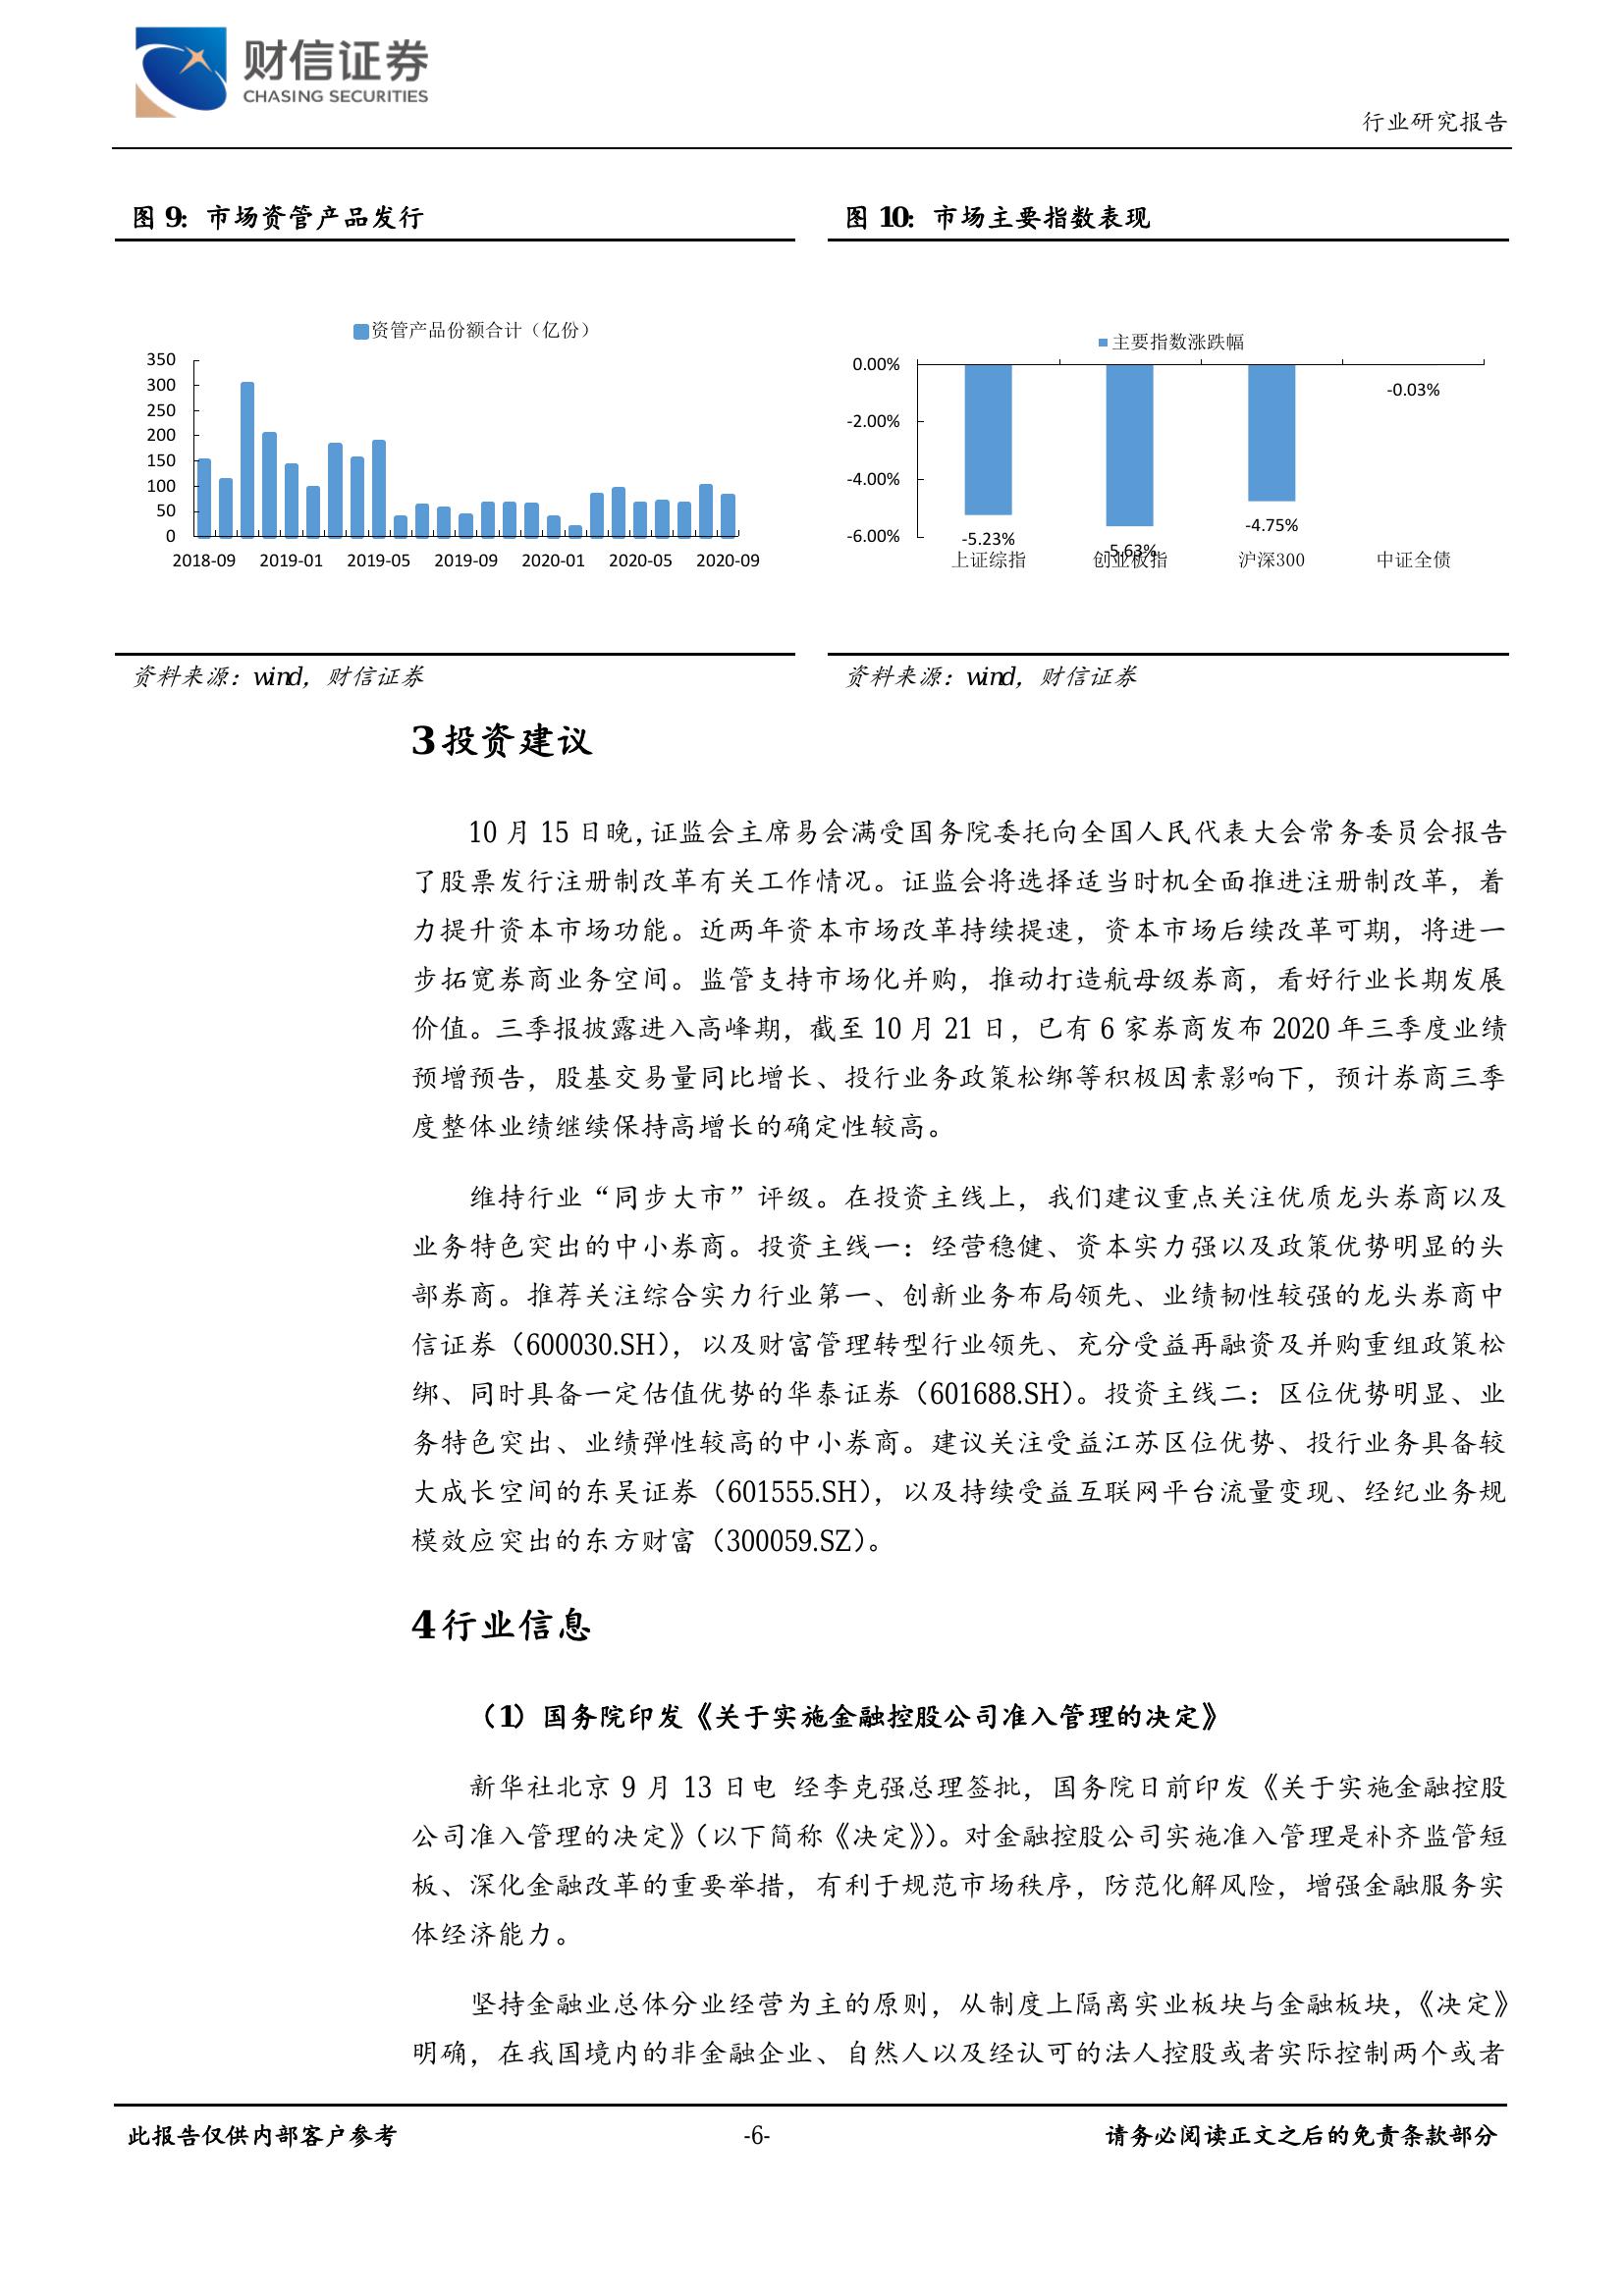 财信证券
CHASING SECURITIES
行业研究报告
图 9：市场资管产品发行
资管产品份额合计（亿份）
350
300
250
200
150
100
50
0
2018-09 2019-01 2019-05 2019-09 2020-01 2020-05 2020-09
资料来源：wind，财信证券
图 10：市场主要指数表现
主要指数涨跌幅
0.00%
-2.00%
-4.00%
-6.00%
-5.23% -5.63% -4.75% -0.03%
上证综指 创业板指 沪深300 中证全债
资料来源：wind，财信证券
3 投资建议
10 月 15 日晚，证监会主席易会满受国务院委托向全国人民代表大会常务委员会报告
了股票发行注册制改革有关工作情况。证监会将选择适当时机全面推进注册制改革，着
力提升资本市场功能。近两年资本市场改革持续提速，资本市场后续改革可期，将进一
步拓宽券商业务空间。监管支持市场化并购，推动打造航母级券商，看好行业长期发展
价值。三季报披露进入高峰期，截至 10 月 21 日，已有 6 家券商发布 2020 年三季度业绩
预增预告，股基交易量同比增长、投行业务政策松绑等积极因素影响下，预计券商三季
度整体业绩继续保持高增长的确定性较高。
维持行业“同步大市”评级。在投资主线上，我们建议重点关注优质龙头券商以及
业务特色突出的中小券商。投资主线一：经营稳健、资本实力强以及政策优势明显的头
部券商。推荐关注综合实力行业第一、创新业务布局领先、业绩韧性较强的龙头券商中
信证券（600030.SH），以及财富管理转型行业领先、充分受益再融资及并购重组政策松
绑、同时具备一定估值优势的华泰证券（601688.SH）。投资主线二：区位优势明显、业
务特色突出、业绩弹性较高的中小券商。建议关注受益江苏区位优势、投行业务具备较
大成长空间的东吴证券（601555.SH），以及持续受益互联网平台流量变现、经纪业务规
模效应突出的东方财富（300059.SZ）。
4 行业信息
（1）国务院印发《关于实施金融控股公司准入管理的决定》
新华社北京 9 月 13 日电 经李克强总理签批，国务院日前印发《关于实施金融控股
公司准入管理的决定》（以下简称《决定》）。对金融控股公司实施准入管理是补齐监管短
板、深化金融改革的重要举措，有利于规范市场秩序，防范化解风险，增强金融服务实
体经济能力。
坚持金融业总体分业经营为主的原则，从制度上隔离实业板块与金融板块，《决定》
明确，在我国境内的非金融企业、自然人以及经认可的法人控股或者实际控制两个或者
此报告仅供内部客户参考
-6-
请务必阅读正文之后的免责条款部分